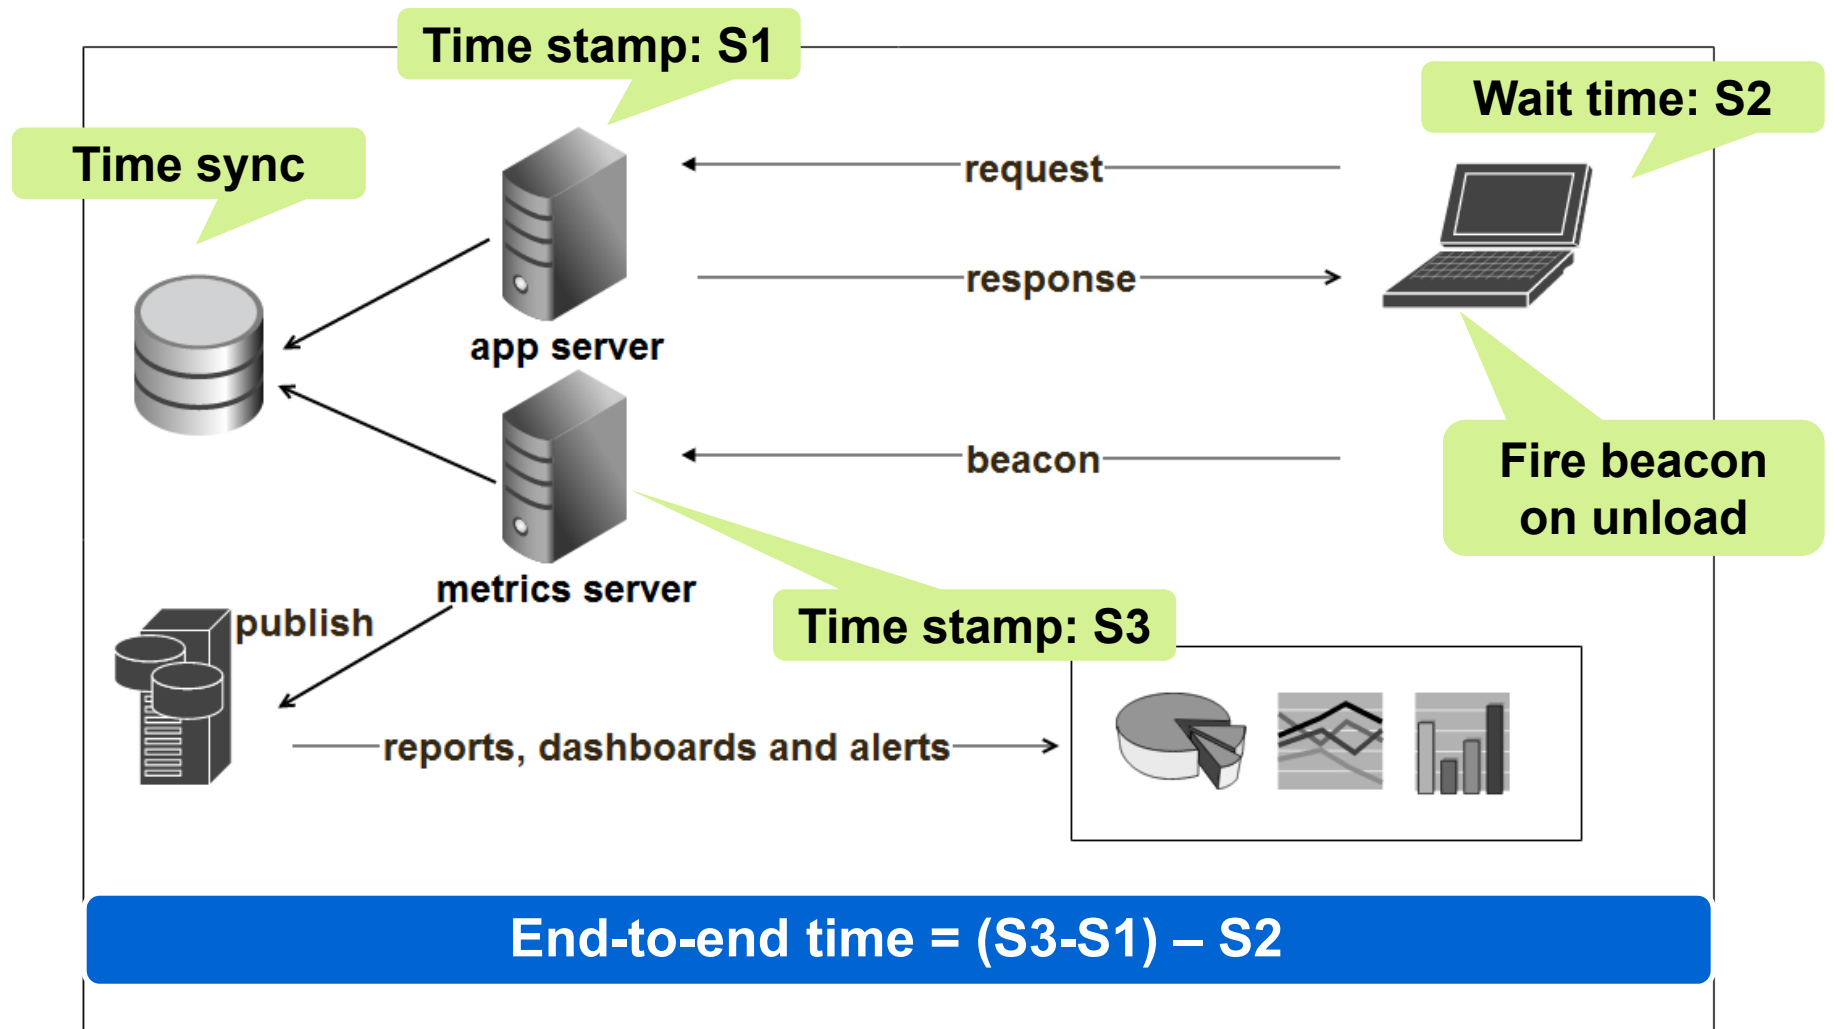 Time stamp: S1
Wait time: S2
Time sync
request
response
app server
beacon
Fire beacon
on unload
metrics server
publish
Time stamp: S3
reports, dashboards and alerts
End-to-end time = (S3-S1) – S2